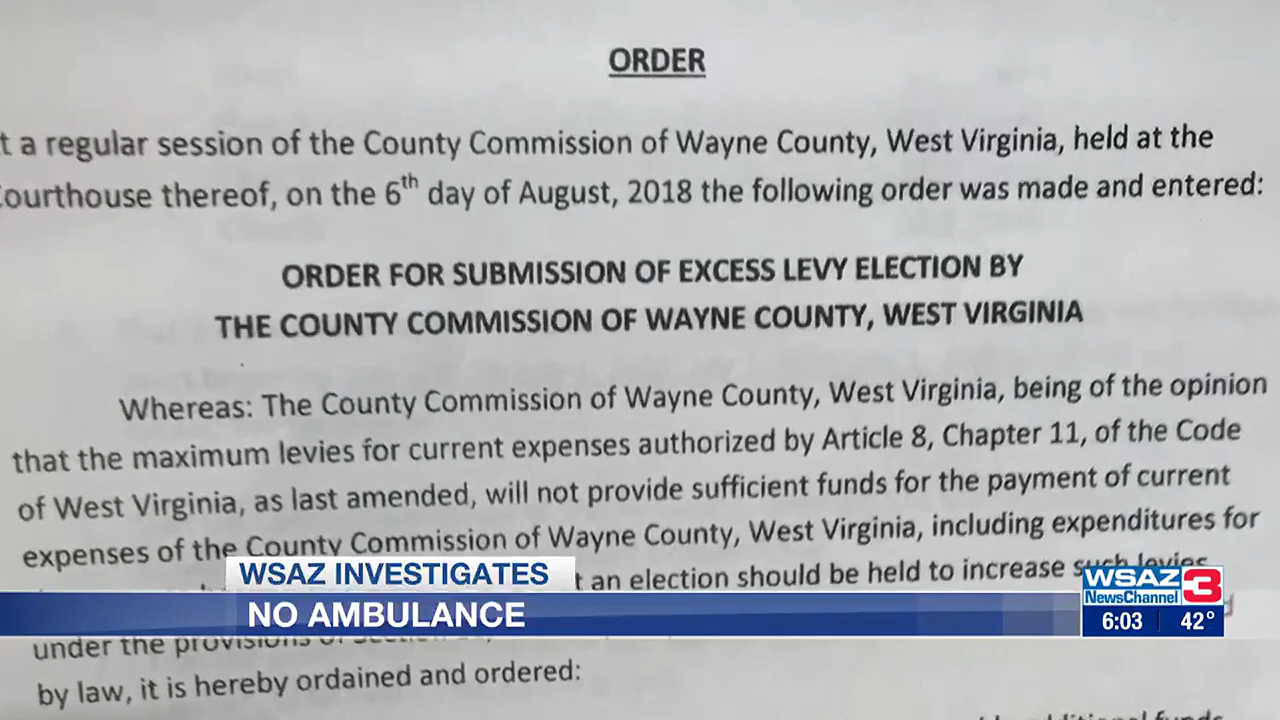 ORDER
t a regular session of the County Commission of Wayne County, West Virginia, held at the
ourthouse thereof, on the 6th day of August, 2018 the following order was made and entered:
ORDER FOR SUBMISSION OF EXCESS LEVY ELECTION BY
THE COUNTY COMMISSION OF WAYNE COUNTY, WEST VIRGINIA
Whereas: The County Commission of Wayne County, West Virginia, being of the opinion
that the maximum levies for current expenses authorized by Article 8, Chapter 11, of the Code
of West Virginia, as last amended, will not provide sufficient funds for the payment of current
expenses of the County Commission of Wayne County, West Virginia, including expenditures for
t an election should be held to increase such levies
under the provisions of
by law, it is hereby ordained and ordered:
additional funds
WSAZ INVESTIGATES
NO AMBULANCE
WSAZ 3
NewsChannel
6:03 42°